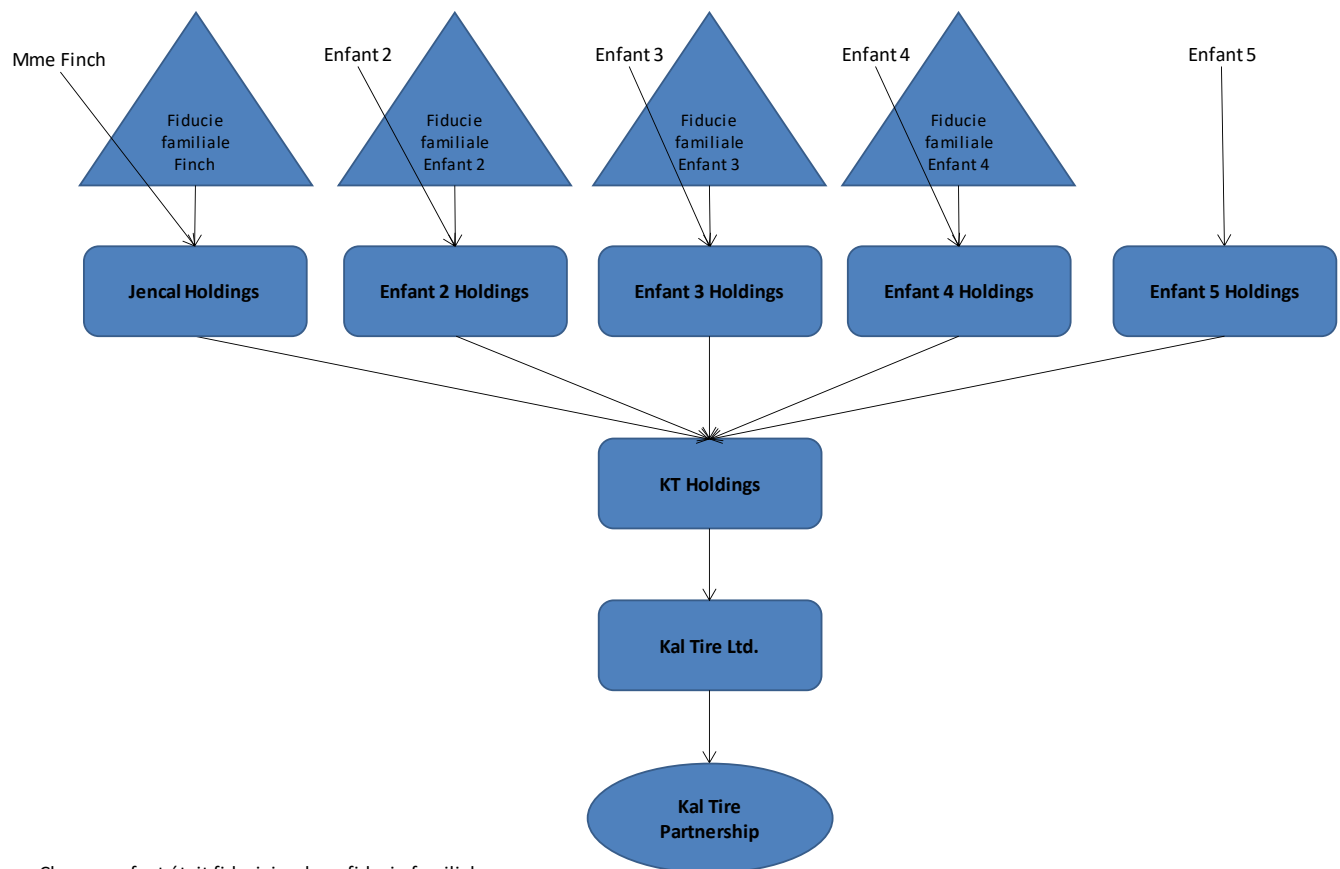 Mme Finch
Enfant 2
Enfant 3
Enfant 4
Enfant 5
Fiducie
familiale
Finch
Fiducie
familiale
Enfant 2
Fiducie
familiale
Enfant 3
Fiducie
familiale
Enfant 4
Jencal Holdings
Enfant 2 Holdings
Enfant 3 Holdings
Enfant 4 Holdings
Enfant 5 Holdings
KT Holdings
Kal Tire Ltd.
Kal Tire
Partnership